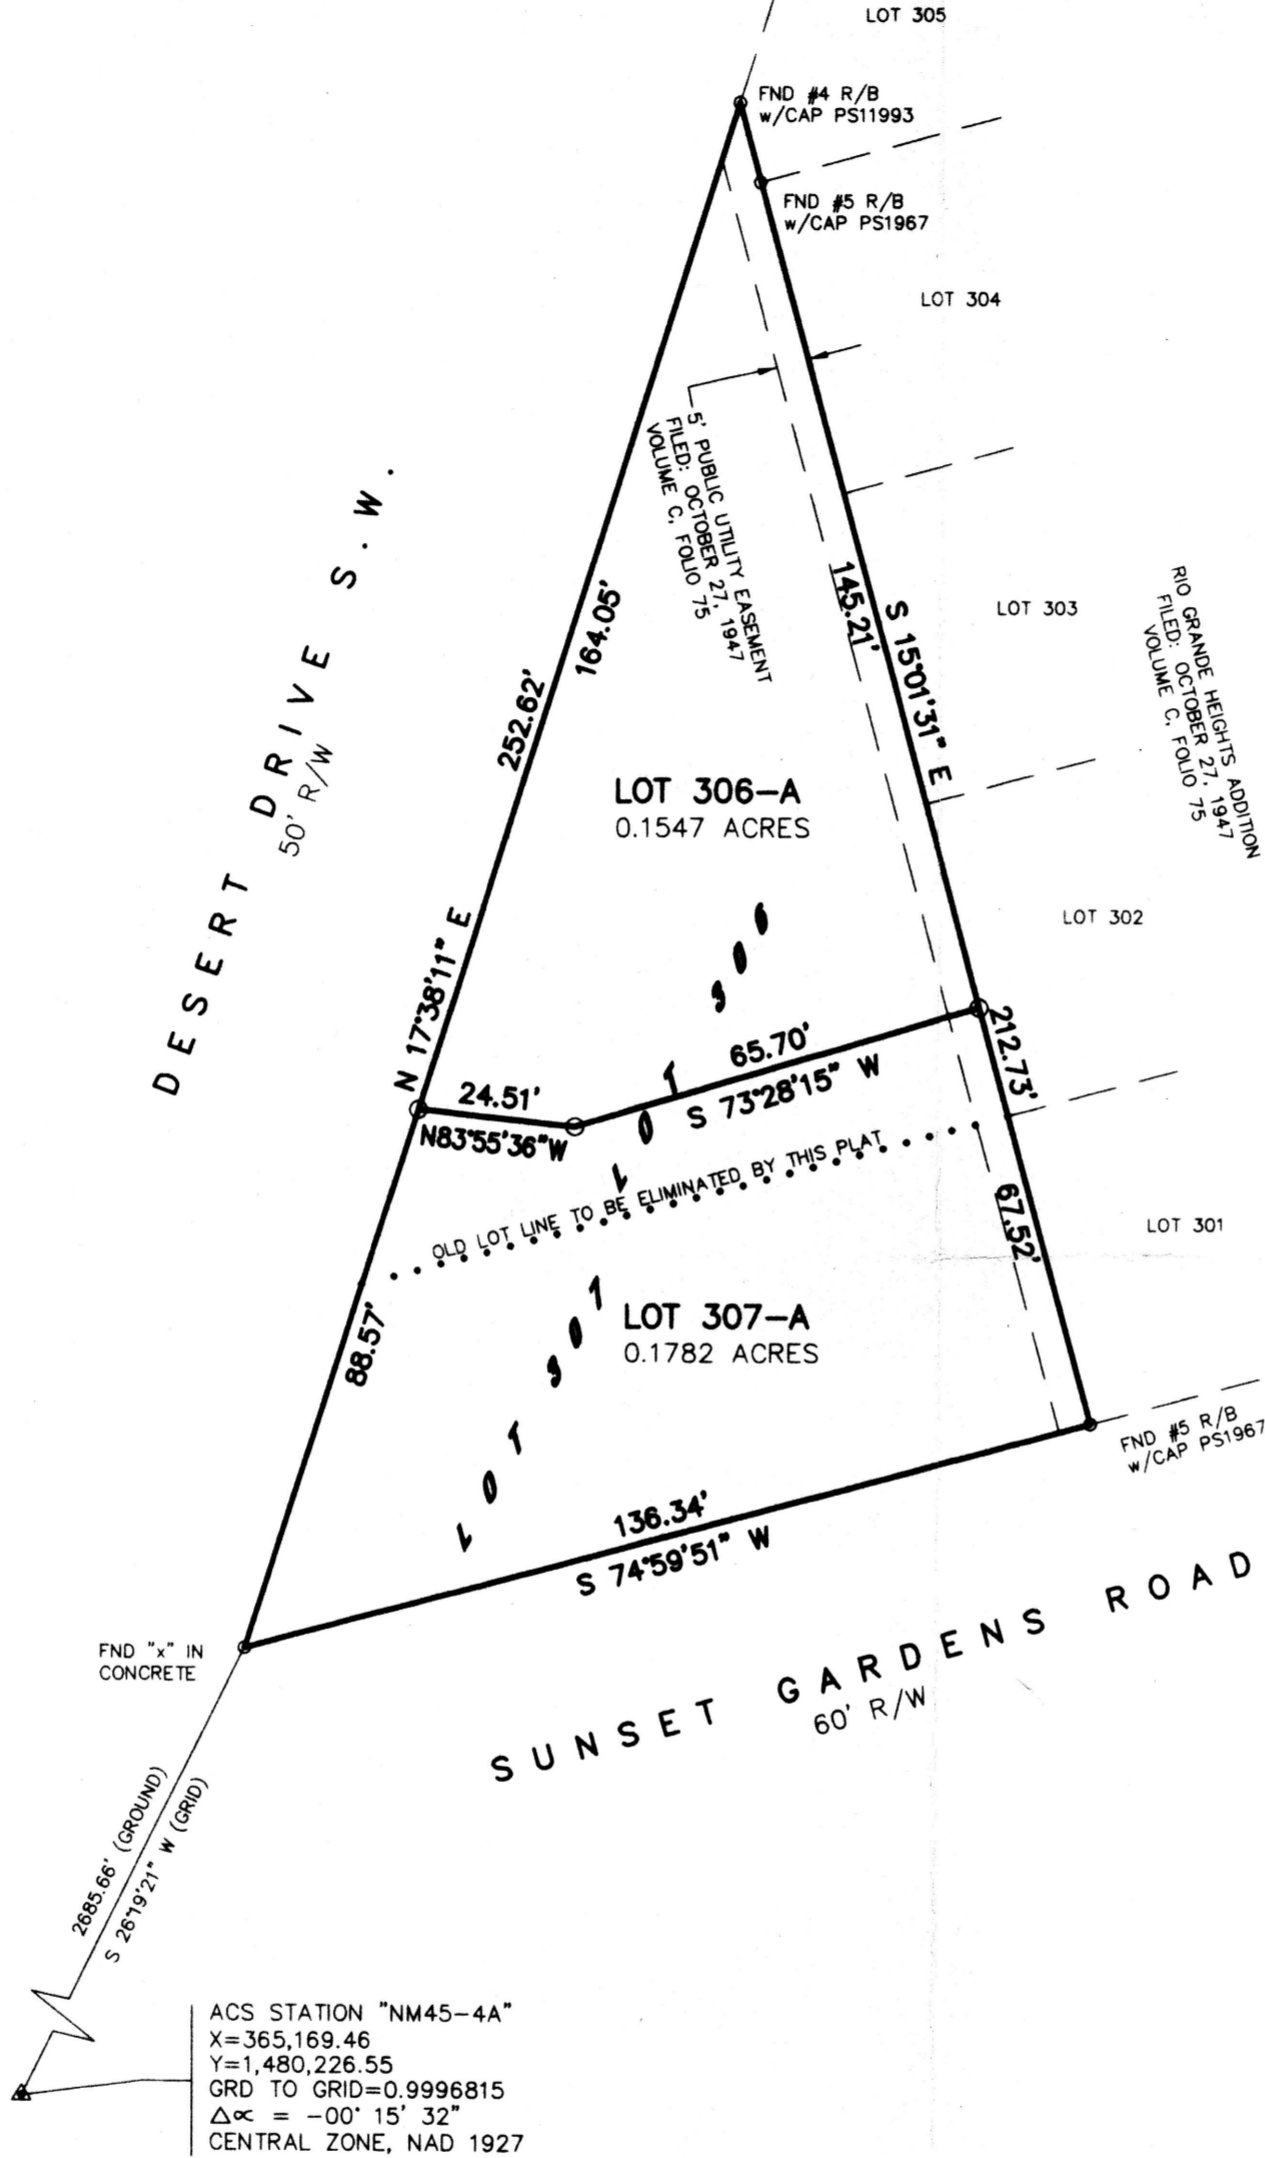 LOT 305
FND #4 R/B
w/CAP PS11993
FND #5 R/B
w/CAP PS1967
LOT 304
5' PUBLIC UTILITY EASEMENT
FILED: OCTOBER 27, 1947
VOLUME C, FOLIO 75
DESERT DRIVE S.W.
50' R/W
252.62'
164.05'
N 17°38'11" E
145.21'
S 15°01'31" E
LOT 303
RIO GRANDE HEIGHTS ADDITION
FILED: OCTOBER 27, 1947
VOLUME C, FOLIO 75
LOT 306-A
0.1547 ACRES
LOT 302
LOT 306
212.73'
24.51'
N83°55'36"W
65.70'
S 73°28'15" W
OLD LOT LINE TO BE ELIMINATED BY THIS PLAT
67.52'
LOT 301
88.57'
LOT 307-A
0.1782 ACRES
LOT 307
FND #5 R/B
w/CAP PS1967
136.34'
S 74°59'51" W
SUNSET GARDENS ROAD
60' R/W
FND "x" IN
CONCRETE
2685.66' (GROUND)
S 26°19'21" W (GRID)
ACS STATION "NM45-4A"
X=365,169.46
Y=1,480,226.55
GRD TO GRID=0.9996815
Δ∝ = -00° 15' 32"
CENTRAL ZONE, NAD 1927